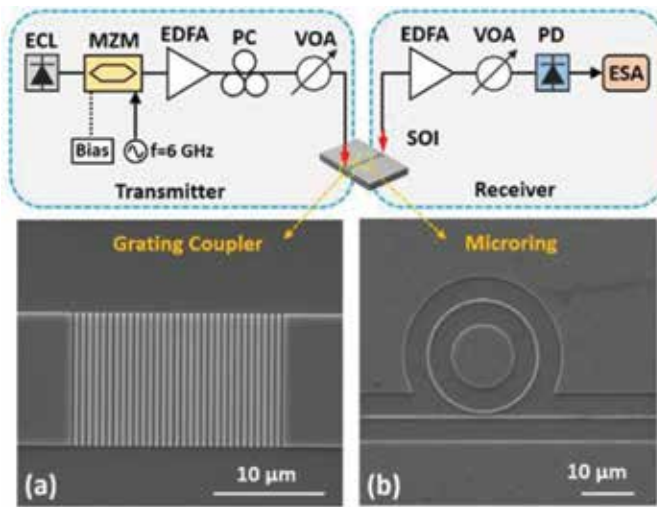 ECL MZM EDFA PC VOA
Bias
f=6 GHz
Transmitter
EDFA VOA PD
ESA
SOI
Receiver
Grating Coupler
Microring
(a)
10 μm
(b)
10 μm